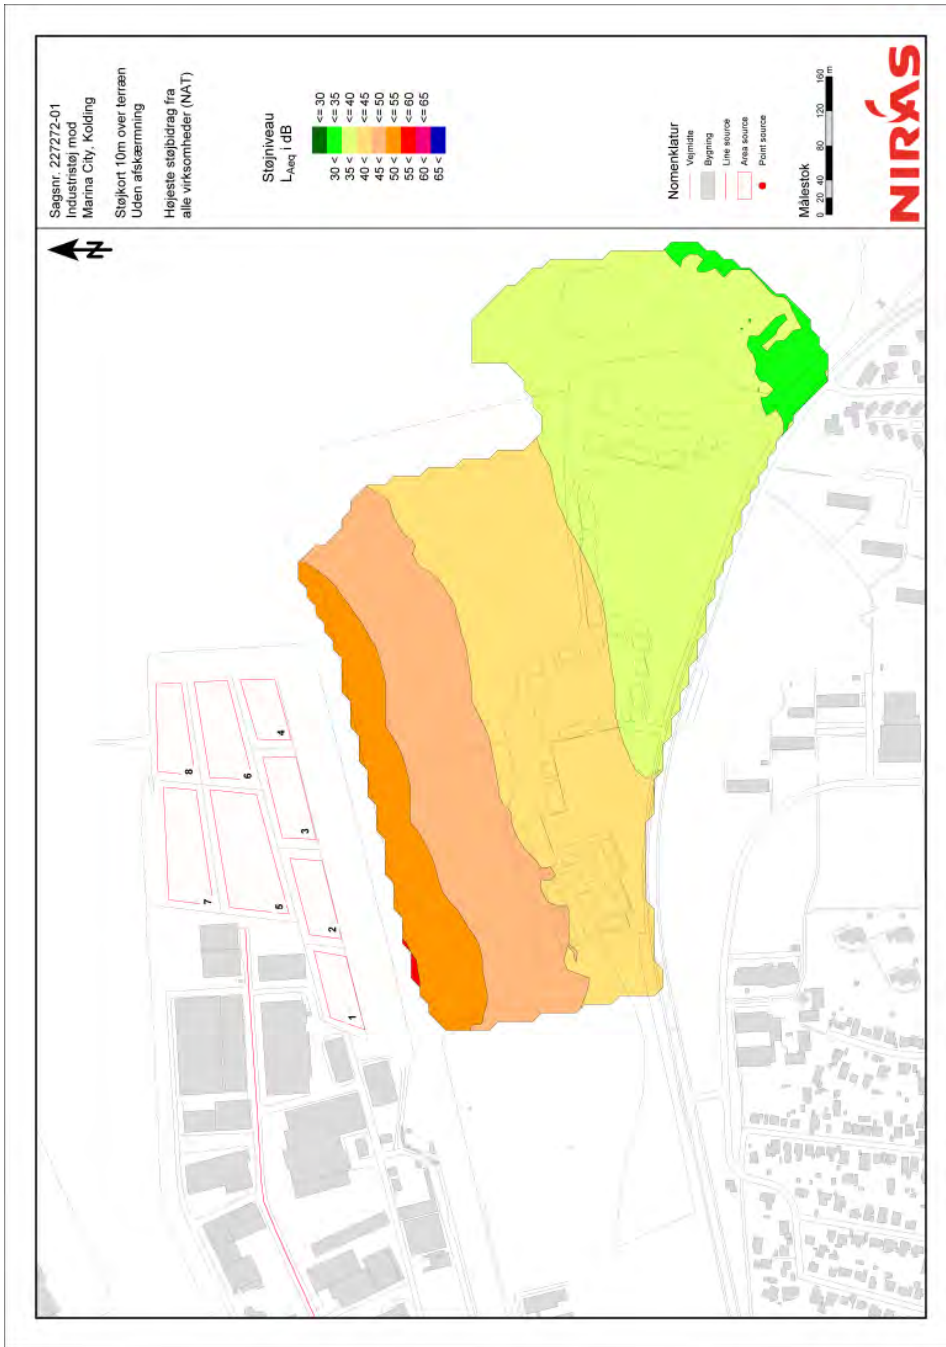 Sagsnr. 227272-01
Industristøj mod
Marina City, Kolding
Støjkort 10m over terræn
Uden afskærmning
Højeste støjbidrag fra
alle virksomheder (NAT)
Støjniveau
LAeq i dB
<= 30
30< <= 35
35< <= 40
40< <= 45
45< <= 50
50< <= 55
55< <= 60
60< <= 65
65<
Nomenklatur
Vejmidte
Bygning
Line source
Area source
Point source
Målestok
0 20 40 80 120 160
m
NIRAS
N
8
7
6
5
4
3
2
1